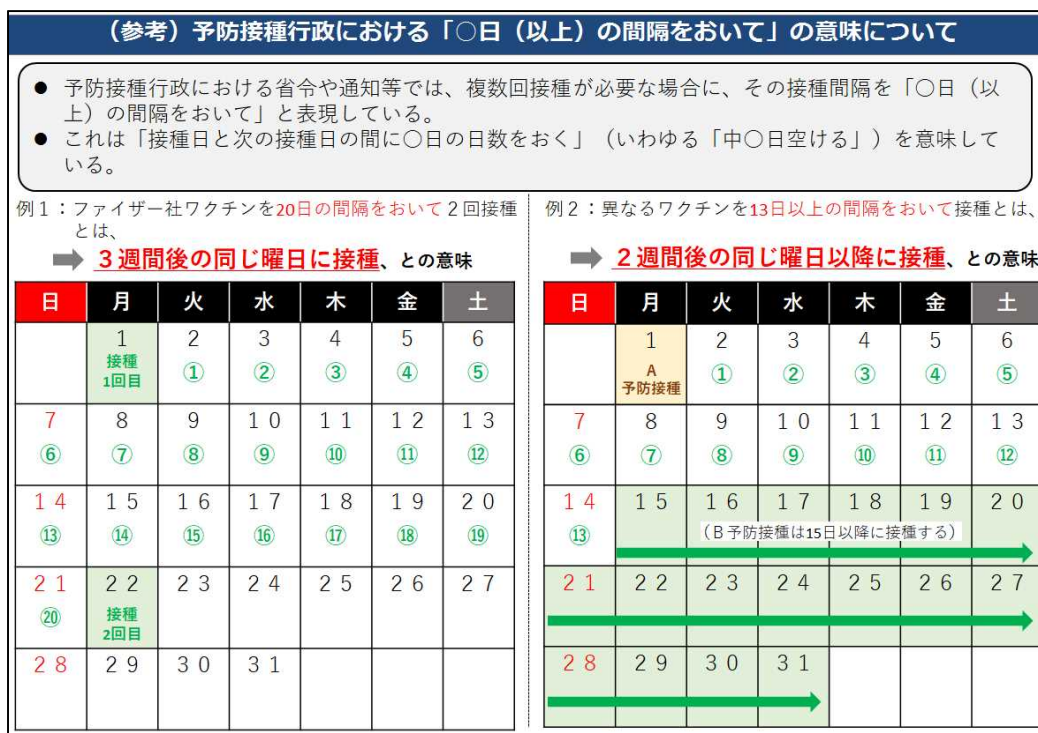 （参考）予防接種行政における「○日（以上）の間隔をおいて」の意味について
● 予防接種行政における省令や通知等では、複数回接種が必要な場合に、その接種間隔を「○日（以
上）の間隔をおいて」と表現している。
● これは「接種日と次の接種日の間に○日の日数をおく」（いわゆる「中○日空ける」）を意味して
いる。
例１：ファイザー社ワクチンを20日の間隔をおいて２回接種
とは、
３週間後の同じ曜日に接種、との意味
日 月 火 水 木 金 土
1 2 3 4 5 6
接種 ① ② ③ ④ ⑤
1回目
7 8 9 10 11 12 13
⑥ ⑦ ⑧ ⑨ ⑩ ⑪ ⑫
14 15 16 17 18 19 20
⑬ ⑭ ⑮ ⑯ ⑰ ⑱ ⑲
21 22 23 24 25 26 27
⑳ 接種
2回目
28 29 30 31
例２：異なるワクチンを13日以上の間隔をおいて接種とは、
２週間後の同じ曜日以降に接種、との意味
日 月 火 水 木 金 土
1 2 3 4 5 6
A ① ② ③ ④ ⑤
予防接種
7 8 9 10 11 12 13
⑥ ⑦ ⑧ ⑨ ⑩ ⑪ ⑫
14 15 16 17 18 19 20
⑬ （Ｂ予防接種は15日以降に接種する）
21 22 23 24 25 26 27
28 29 30 31